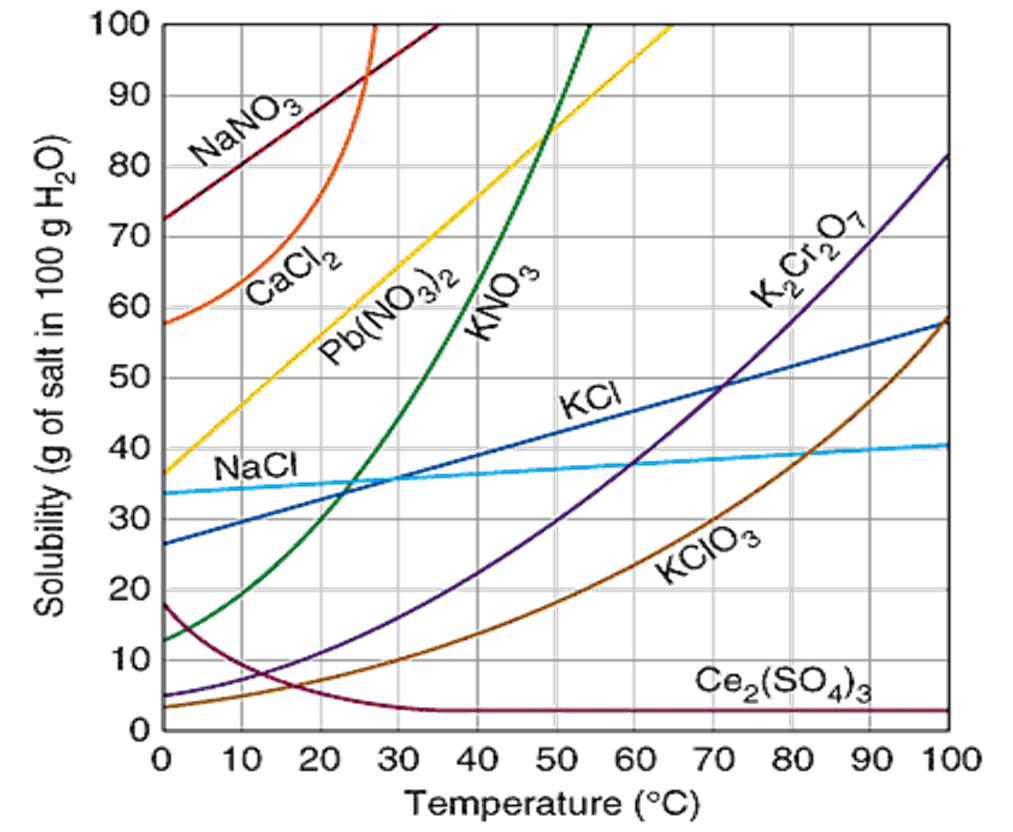 Solubility (g of salt in 100 g H₂O)
100
90
80
70
60
50
40
30
20
10
0
NaNO₃
CaCl₂
Pb(NO₃)₂
KNO₃
K₂Cr₂O₇
KCl
NaCl
KClO₃
Ce₂(SO₄)₃
0 10 20 30 40 50 60 70 80 90 100
Temperature (°C)